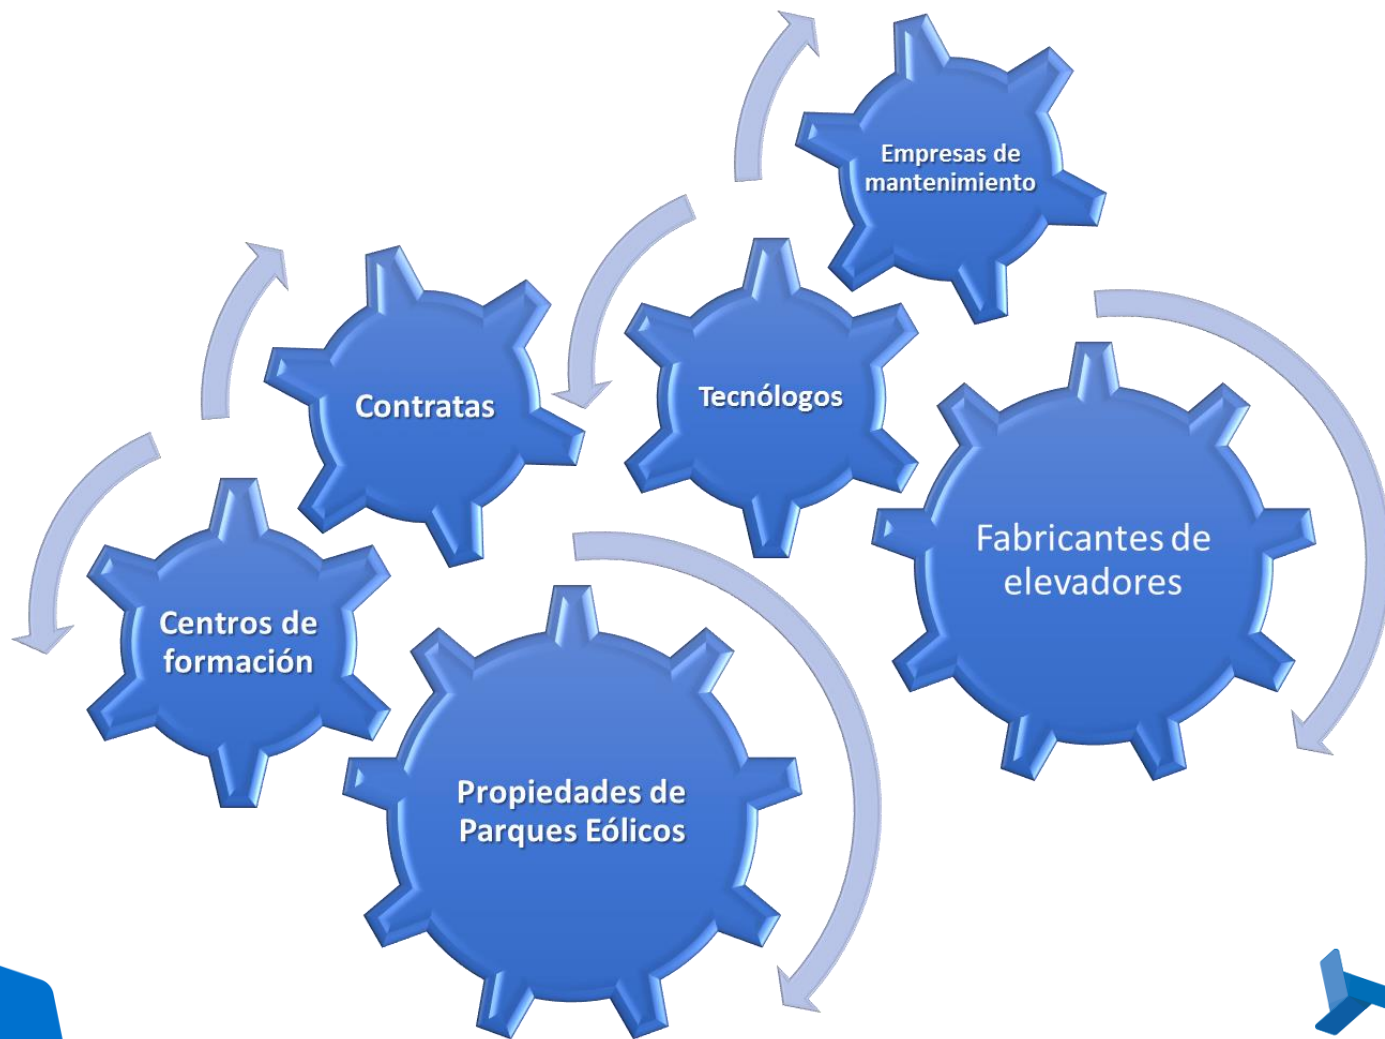 Empresas de
mantenimiento
Contratas
Tecnólogos
Fabricantes de
elevadores
Centros de
formación
Propiedades de
Parques Eólicos